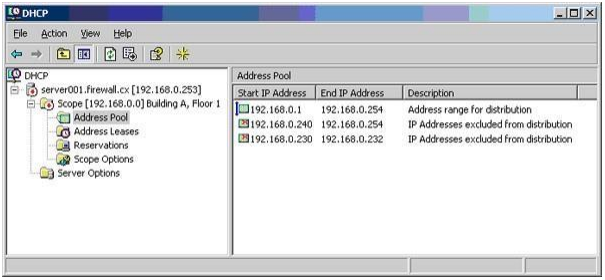 DHCP
File Action View Help
DHCP
server001.firewall.cx [192.168.0.253]
Scope [192.168.0.0] Building A, Floor 1
Address Pool
Address Leases
Reservations
Scope Options
Server Options
Address Pool
Start IP Address End IP Address Description
192.168.0.1 192.168.0.254 Address range for distribution
192.168.0.240 192.168.0.254 IP Addresses excluded from distribution
192.168.0.230 192.168.0.232 IP Addresses excluded from distribution